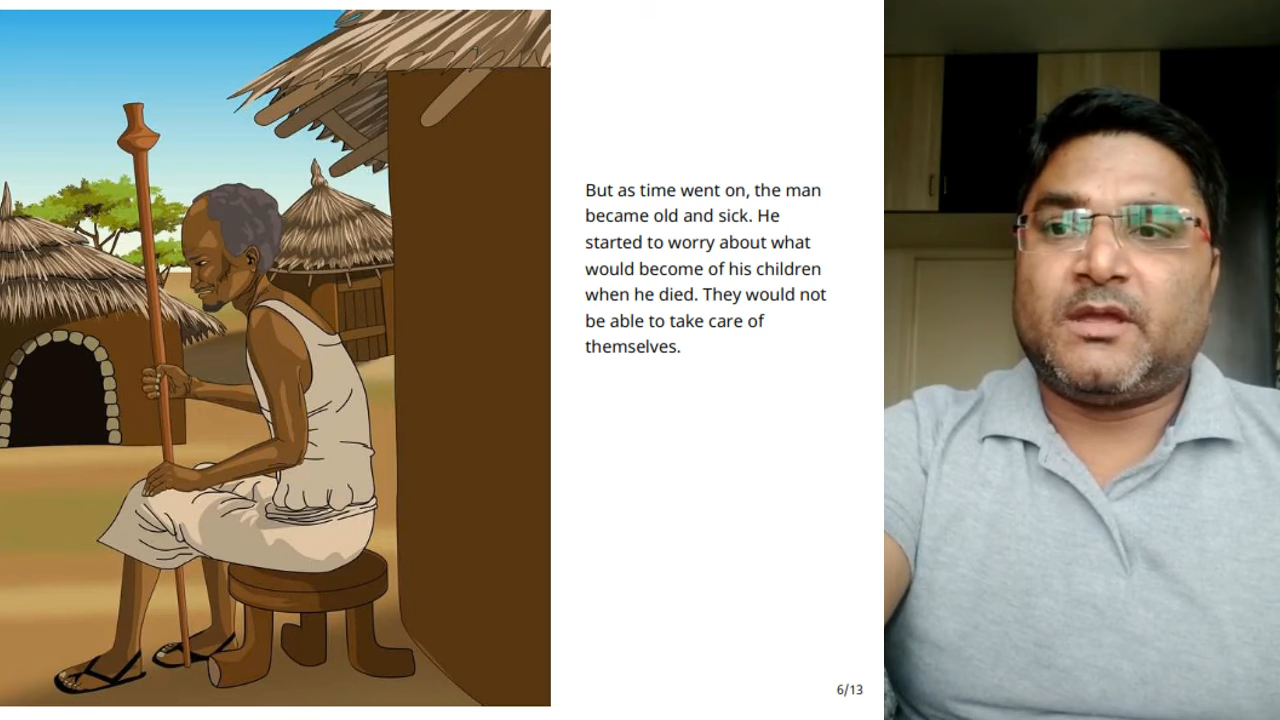 But as time went on, the man
became old and sick. He
started to worry about what
would become of his children
when he died. They would not
be able to take care of
themselves.
6/13